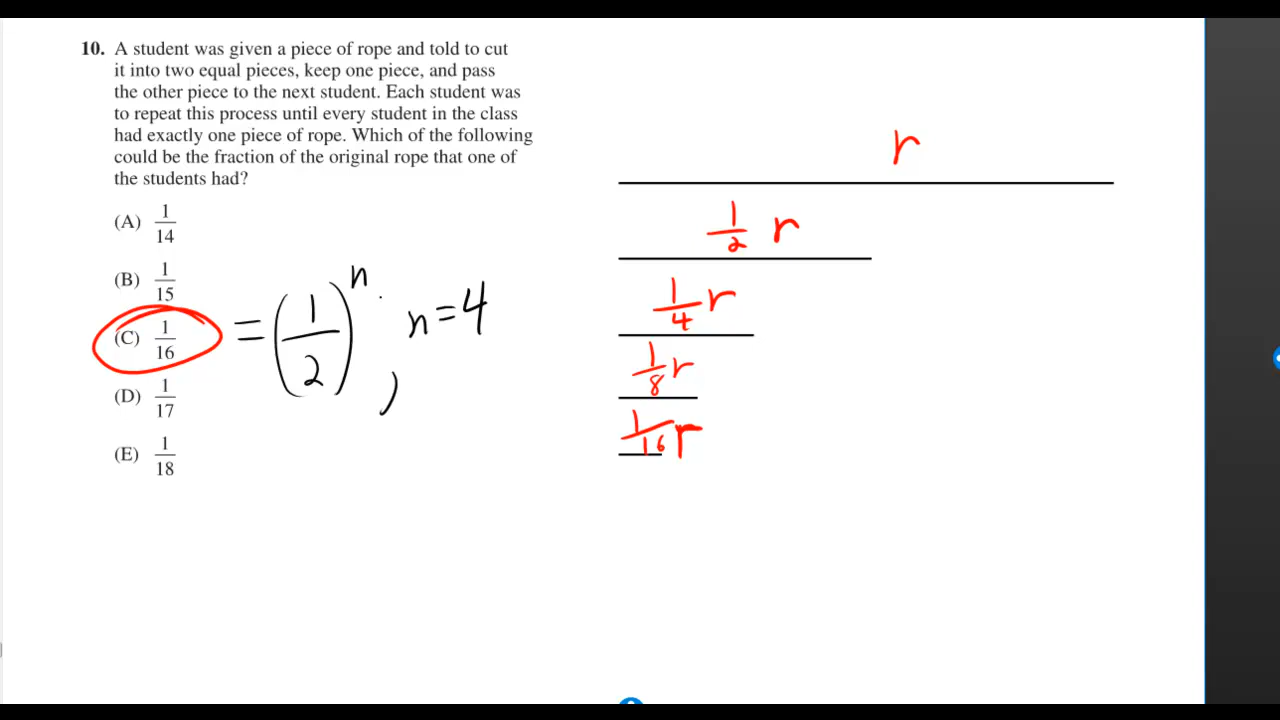 10. A student was given a piece of rope and told to cut
it into two equal pieces, keep one piece, and pass
the other piece to the next student. Each student was
to repeat this process until every student in the class
had exactly one piece of rope. Which of the following
could be the fraction of the original rope that one of
the students had?
(A) 1/14
(B) 1/15
(C) 1/16 = (1/2)^n, n=4
(D) 1/17
(E) 1/18
r
1/2 r
1/4 r
1/8 r
1/16 r